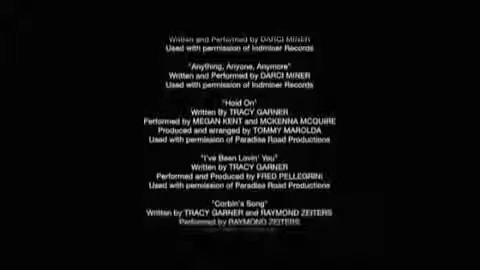 Written and Performed by DARCI MINER
Used with permission of Indminer Records
"Anything, Anyone, Anymore"
Written and Performed by DARCI MINER
Used with permission of Indminer Records
"Hold On"
Written By TRACY GARNER
Performed by MEGAN KENT and MCKENNA MCQUIRE
Produced and arranged by TOMMY MAROLDA
Used with permission of Paradise Road Productions
"I've Been Lovin' You"
Written by TRACY GARNER
Performed and Produced by FRED PELLEGRINI
Used with permission of Paradise Road Productions
"Corbin's Song"
Written by TRACY GARNER and RAYMOND ZEITERS
Performed by RAYMOND ZEITERS